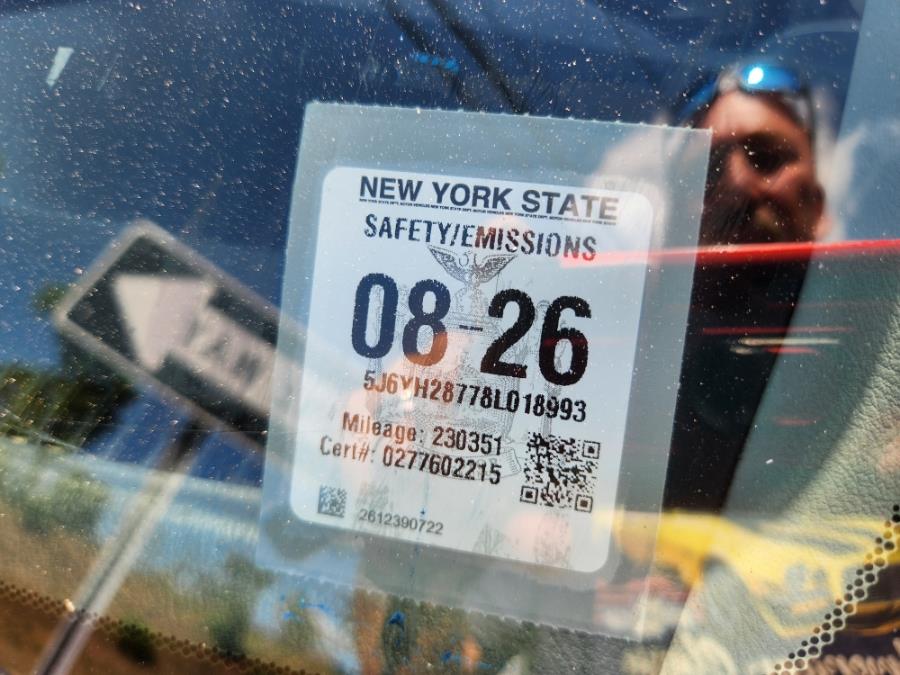 NEW YORK STATE
SAFETY/EMISSIONS
08-26
5J6YH28778L018993
Mileage: 230351
Cert#: 0277602215
2612390722